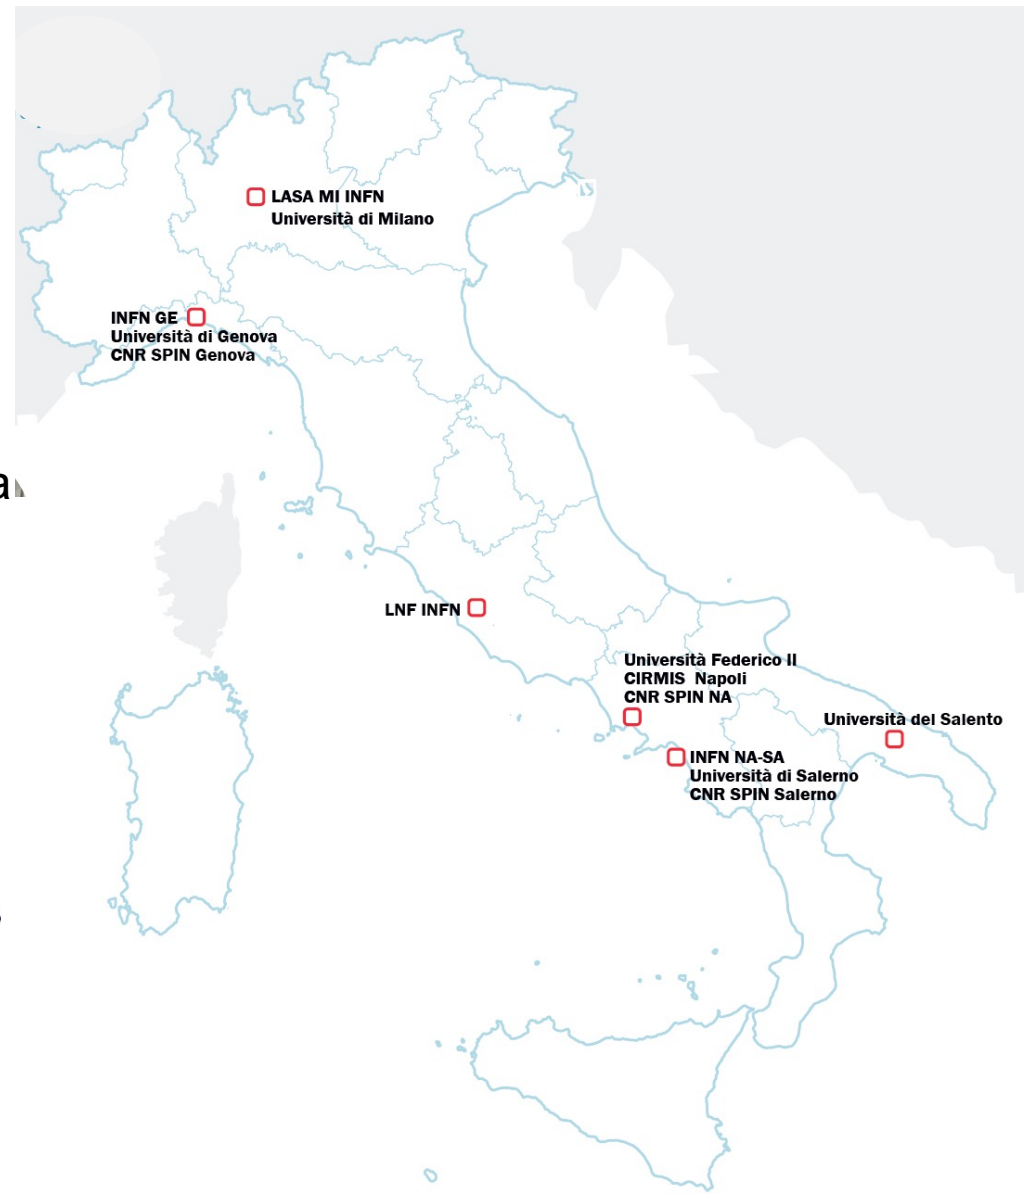 LASA MI INFN
Università di Milano
INFN GE
Università di Genova
CNR SPIN Genova
a
LNF INFN
Università Federico II
CIRMIS Napoli
CNR SPIN NA
Università del Salento
INFN NA-SA
Università di Salerno
CNR SPIN Salerno